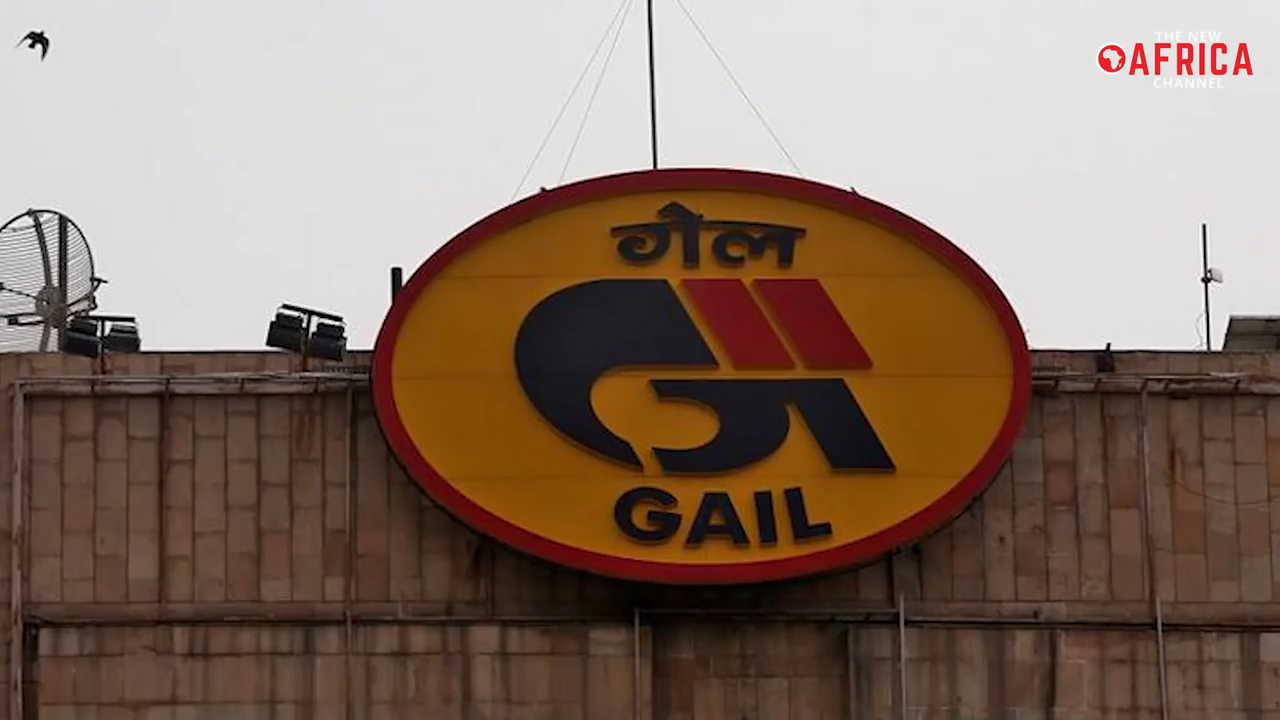 THE NEW
AFRICA
CHANNEL
गेल
GAIL